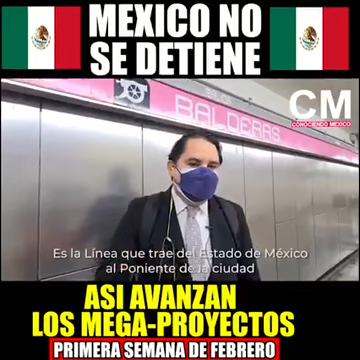 MEXICO NO
SE DETIENE
CM
CONOCIENDO MEXICO
BALDERAS
Es la Línea que trae del Estado de México
al Poniente de la ciudad
ASI AVANZAN
LOS MEGA-PROYECTOS
PRIMERA SEMANA DE FEBRERO